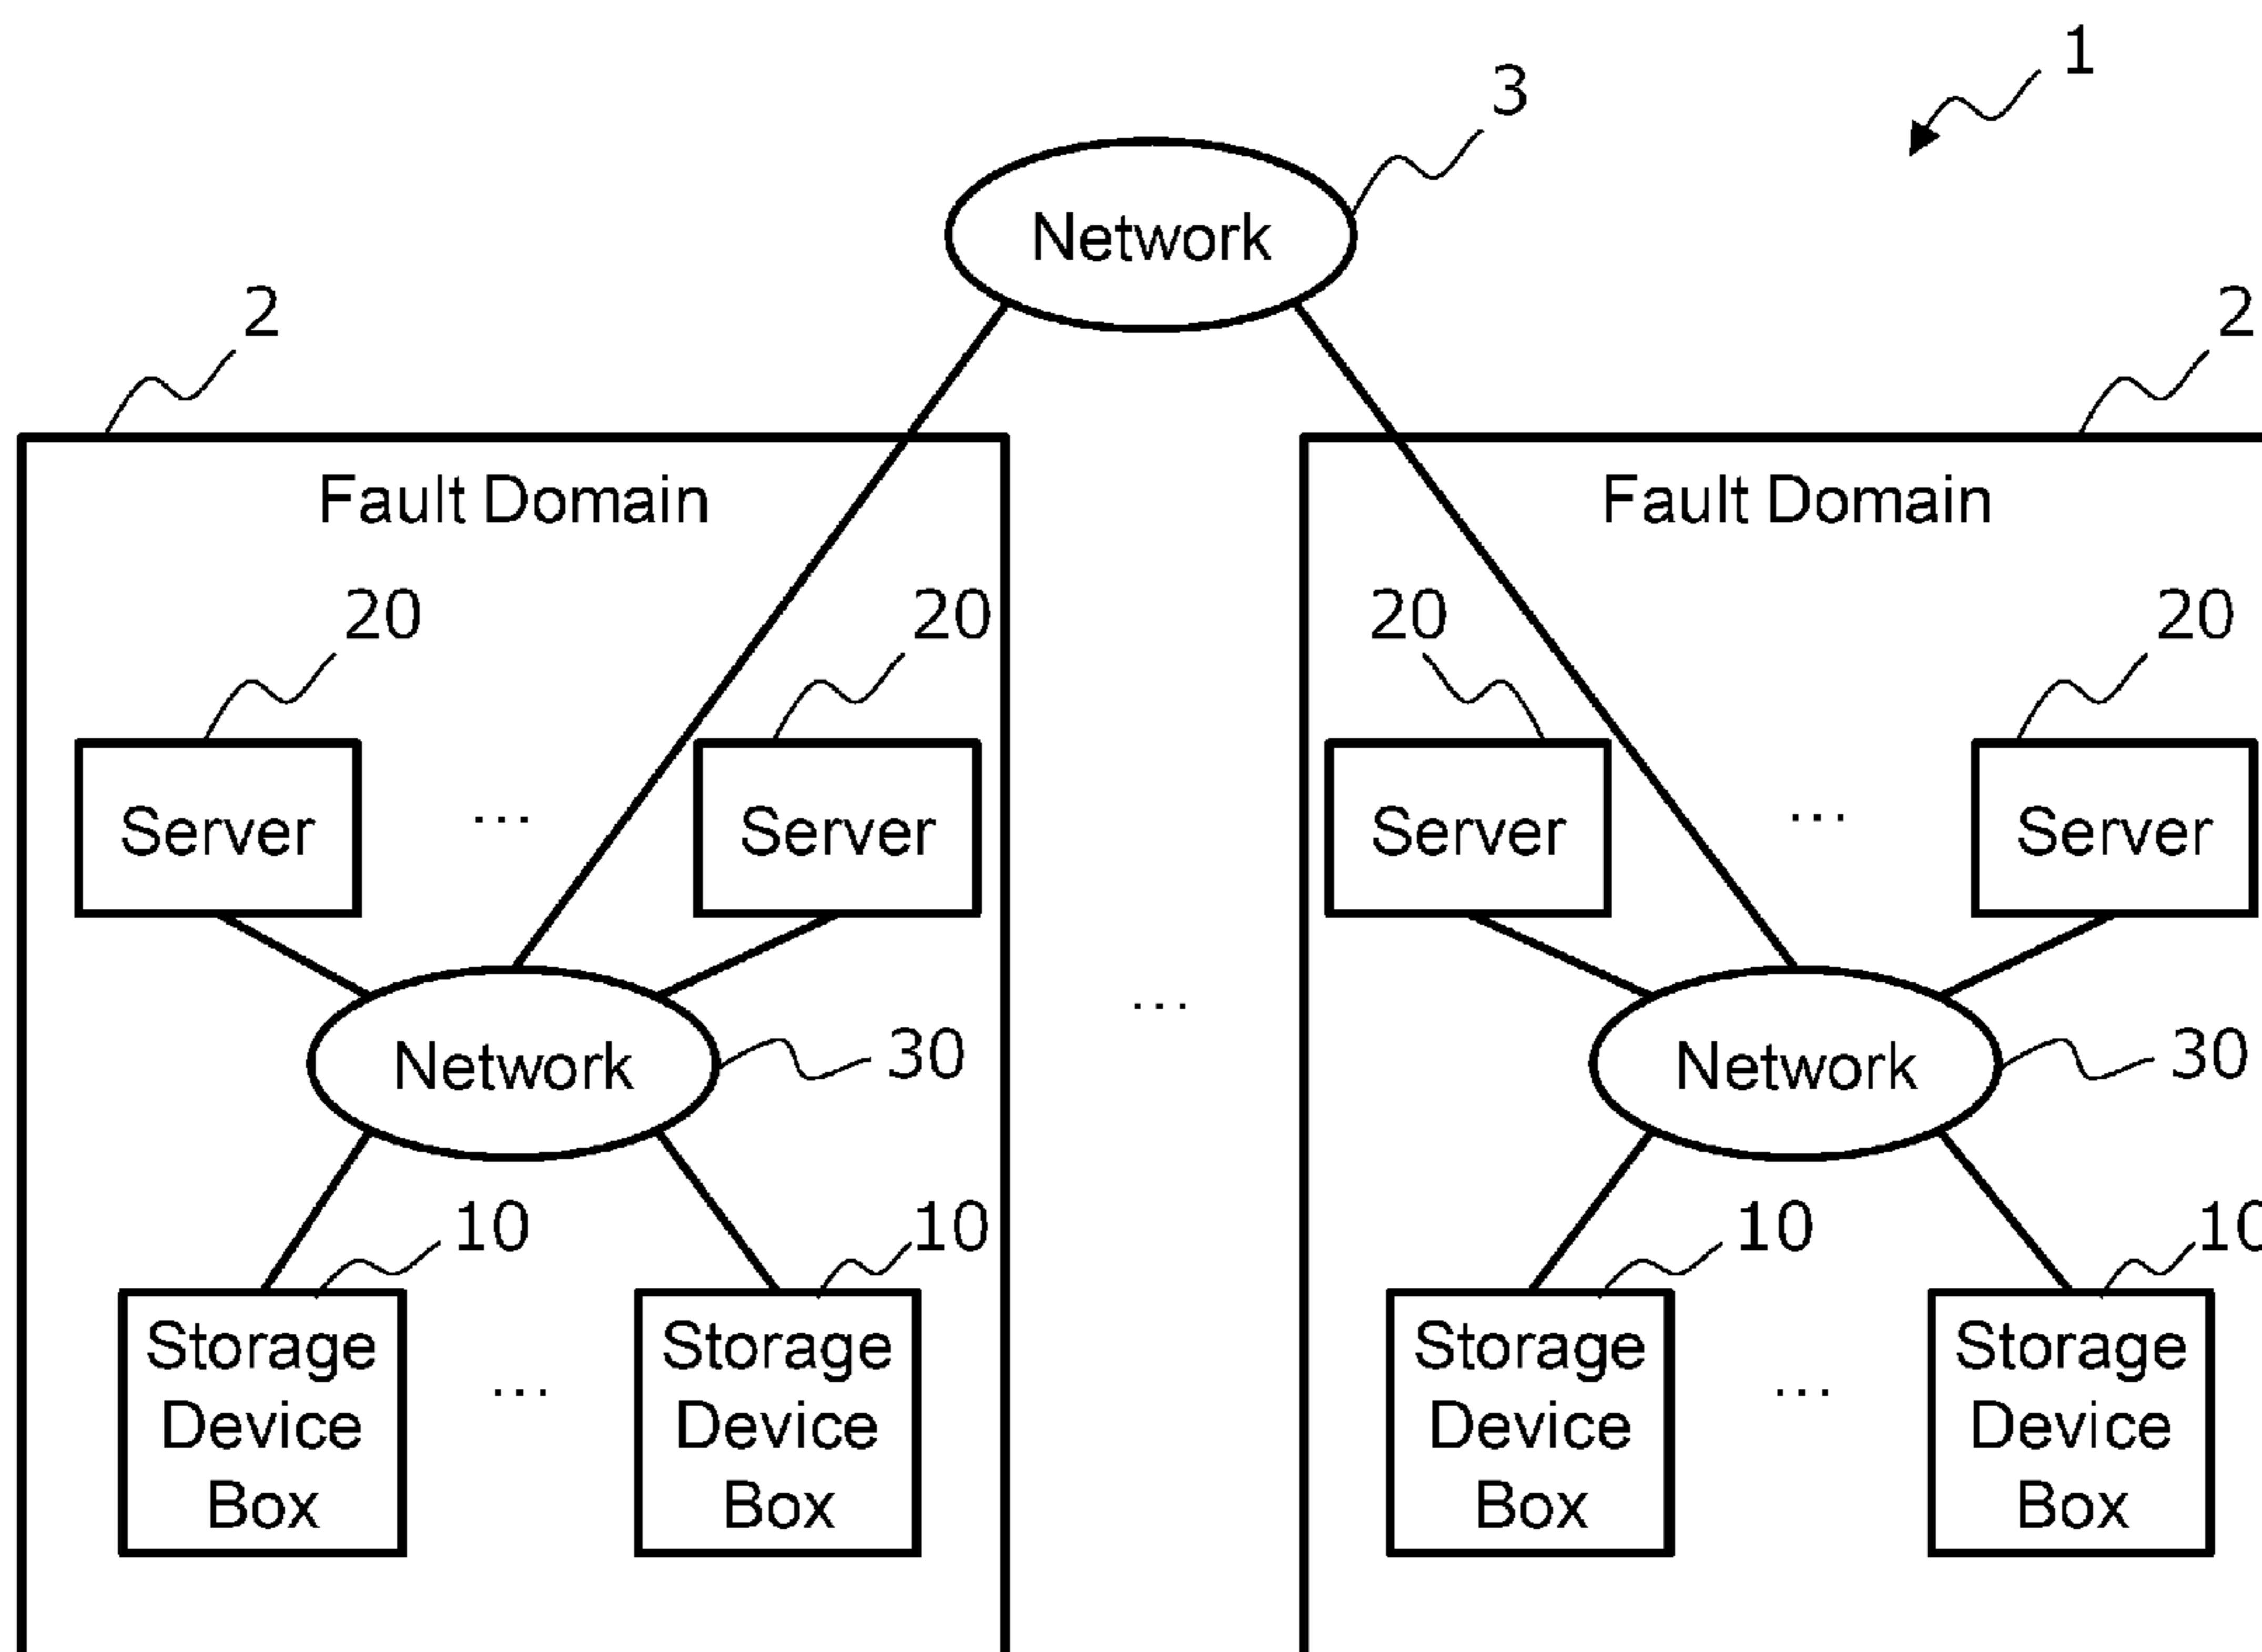 1
3
Network
2
2
Fault Domain
Fault Domain
20
20
20
20
Server
...
Server
Server
...
Server
...
Network
30
Network
30
10
10
10
10
Storage
Device
Box
...
Storage
Device
Box
Storage
Device
Box
...
Storage
Device
Box